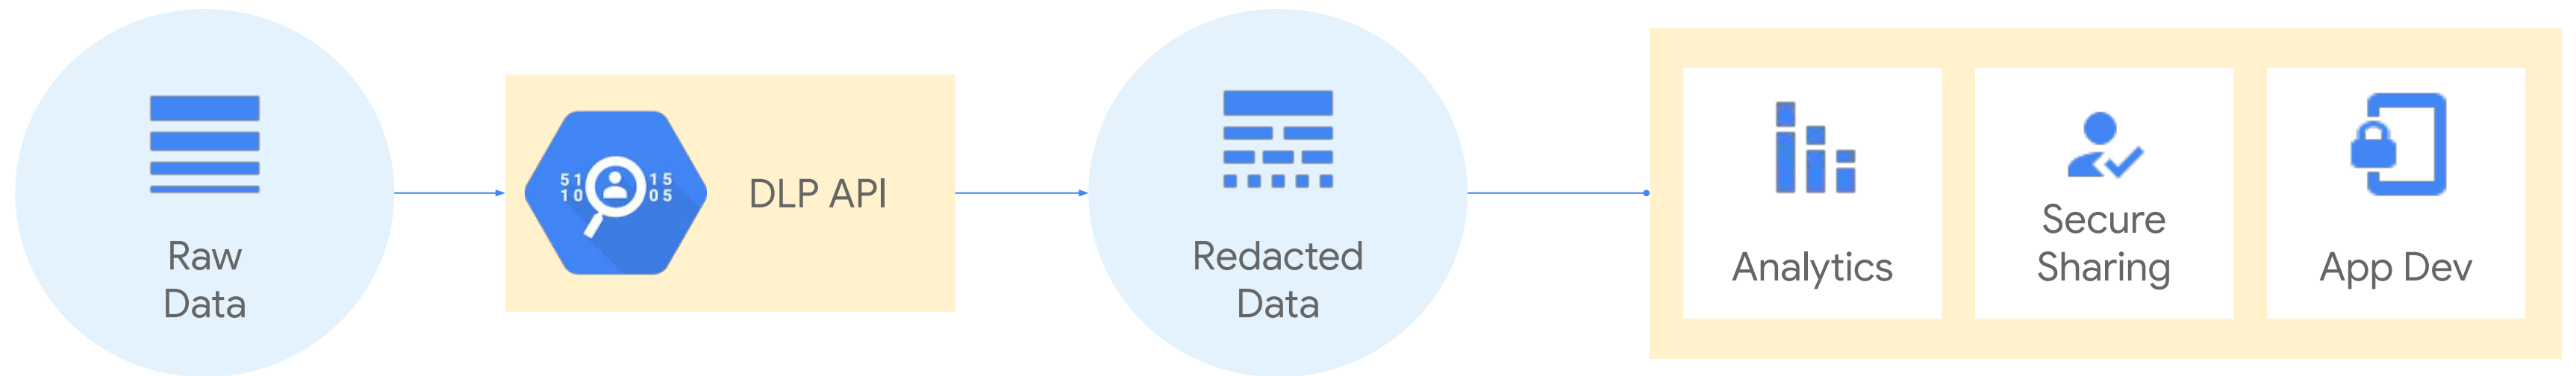 Raw
Data
51 15
10 05
DLP API
Redacted
Data
Analytics
Secure
Sharing
App Dev